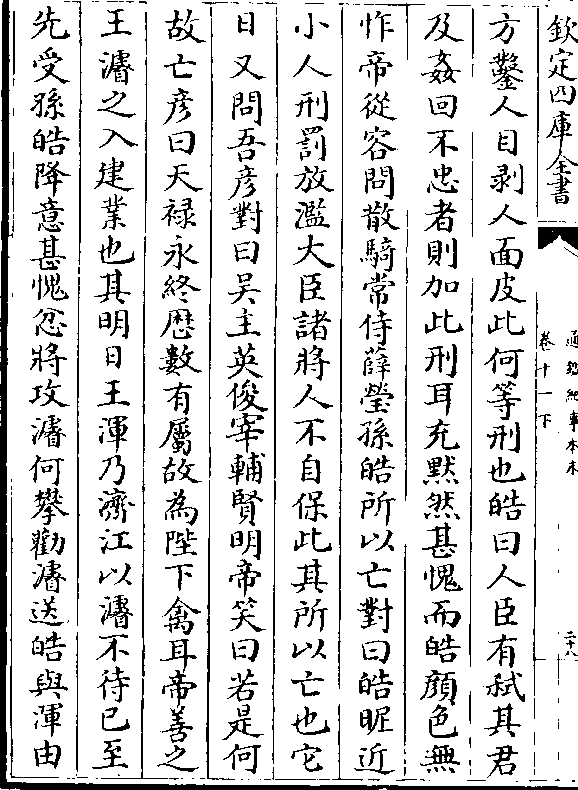 欽定四庫全書
通鑑紀事本末
卷十一下
二十八
方鑿人目剥人面皮此何等刑也皓曰人臣有弑其君
及姦回不忠者則加此刑耳充黙然甚愧而皓顔色無
怍帝從容問散騎常侍薛瑩孫皓所以亡對曰皓昵近
小人刑罰放濫大臣諸將人不自保此其所以亡也它
日又問吾彦對曰吴主英俊宰輔賢明帝笑曰若是何
故亡彦曰天禄永終厯數有屬故為陛下禽耳帝善之
王濬之入建業也其明日王渾乃濟江以濬不待已至
先受孫皓降意甚愧忿將攻濬何攀勸濬送皓與渾由